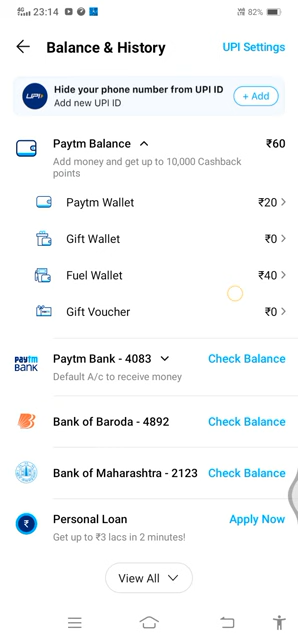 23:14 82%
Balance & History UPI Settings
UPI Hide your phone number from UPI ID
Add new UPI ID + Add
Paytm Balance ₹60
Add money and get up to 10,000 Cashback
points
Paytm Wallet ₹20
Gift Wallet ₹0
Fuel Wallet ₹40
Gift Voucher ₹0
paytm
BANK
Paytm Bank - 4083 Check Balance
Default A/c to receive money
Bank of Baroda - 4892 Check Balance
Bank of Maharashtra - 2123 Check Balance
₹ Personal Loan Apply Now
Get up to ₹3 lacs in 2 minutes!
View All